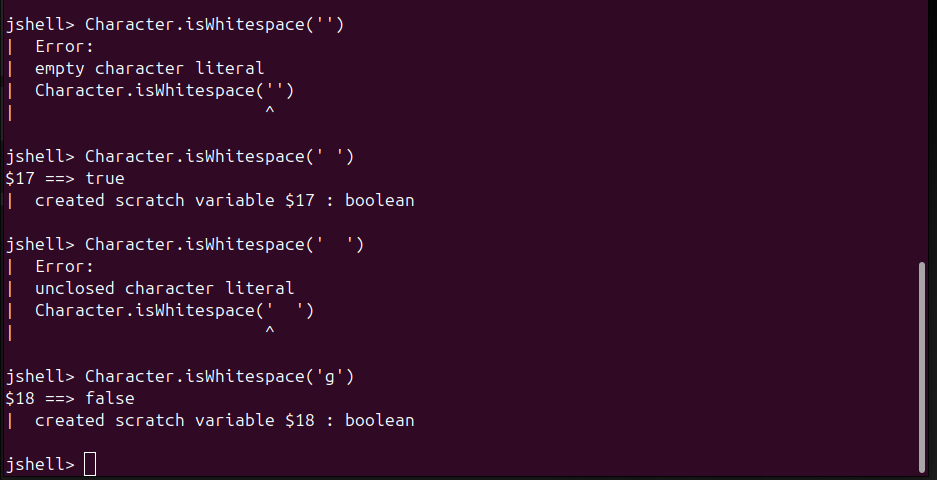 jshell> Character.isWhitespace('')
|  Error:
|  empty character literal
|  Character.isWhitespace('')
|                         ^
jshell> Character.isWhitespace(' ')
$17 ==> true
|  created scratch variable $17 : boolean
jshell> Character.isWhitespace('  ')
|  Error:
|  unclosed character literal
|  Character.isWhitespace('  ')
|                         ^
jshell> Character.isWhitespace('g')
$18 ==> false
|  created scratch variable $18 : boolean
jshell>